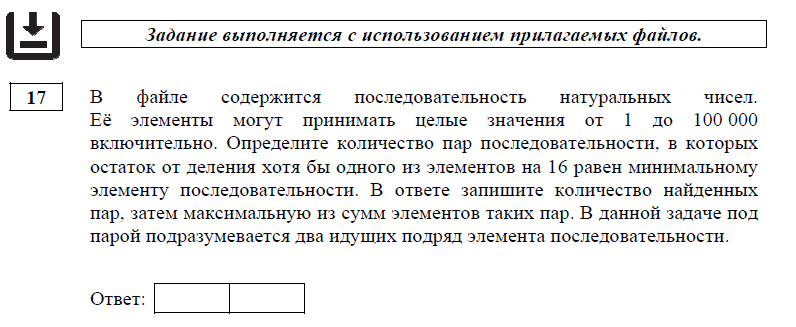 Задание выполняется с использованием прилагаемых файлов.
17
В файле содержится последовательность натуральных чисел.
Её элементы могут принимать целые значения от 1 до 100 000
включительно. Определите количество пар последовательности, в которых
остаток от деления хотя бы одного из элементов на 16 равен минимальному
элементу последовательности. В ответе запишите количество найденных
пар, затем максимальную из сумм элементов таких пар. В данной задаче под
парой подразумевается два идущих подряд элемента последовательности.
Ответ: